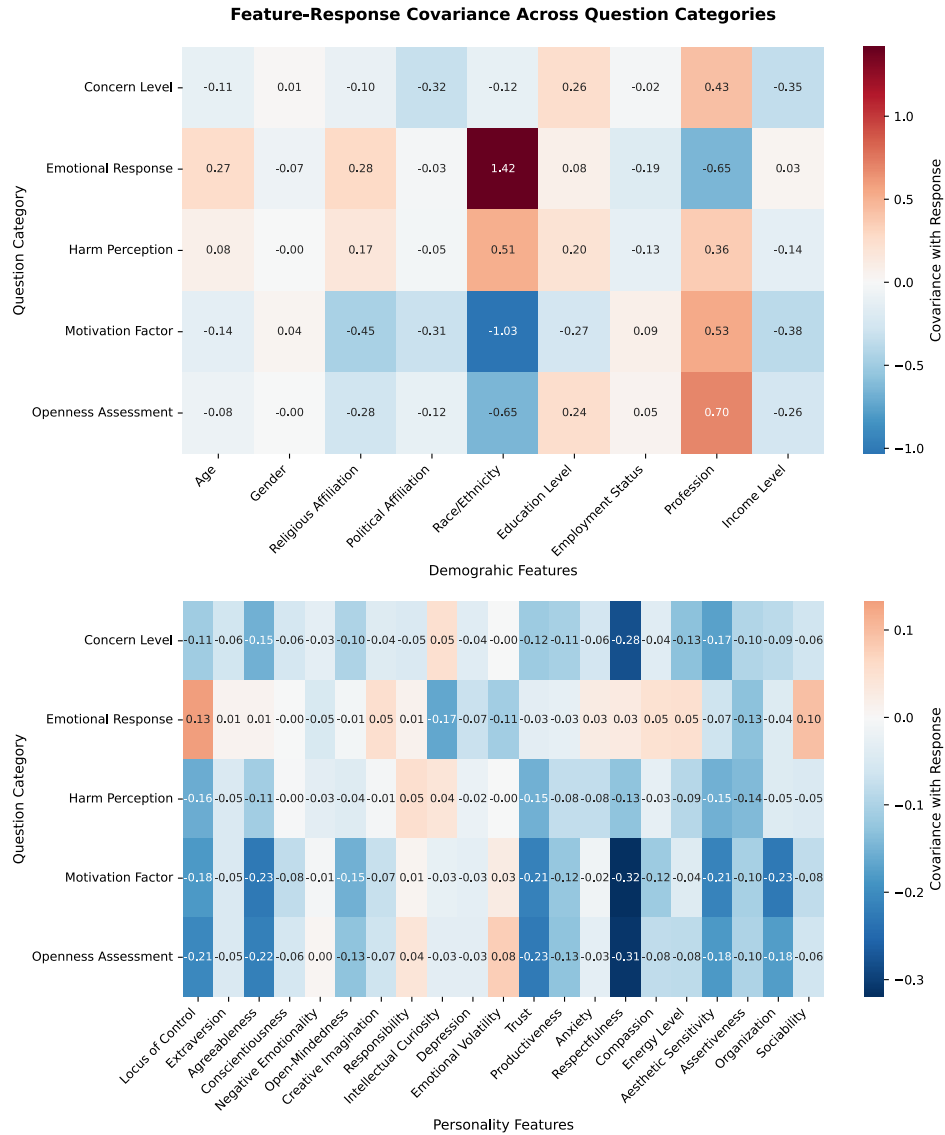 Feature-Response Covariance Across Question Categories
Question Category
Concern Level
-0.11 0.01 -0.10 -0.32 -0.12 0.26 -0.02 0.43 -0.35
Emotional Response
0.27 -0.07 0.28 -0.03 1.42 0.08 -0.19 -0.65 0.03
Harm Perception
0.08 -0.00 0.17 -0.05 0.51 0.20 -0.13 0.36 -0.14
Motivation Factor
-0.14 0.04 -0.45 -0.31 -1.03 -0.27 0.09 0.53 -0.38
Openness Assessment
-0.08 -0.00 -0.28 -0.12 -0.65 0.24 0.05 0.70 -0.26
Age
Gender
Religious Affiliation
Political Affiliation
Race/Ethnicity
Education Level
Employment Status
Profession
Income Level
Demograhic Features
1.0
0.5
0.0
−0.5
−1.0
Covariance with Response
Question Category
Concern Level
-0.11 -0.06 -0.15 -0.06 -0.03 -0.10 -0.04 -0.05 0.05 -0.04 -0.00 -0.12 -0.11 -0.06 -0.28 -0.04 -0.13 -0.17 -0.10 -0.09 -0.06
Emotional Response
0.13 0.01 0.01 -0.00 -0.05 -0.01 0.05 0.01 -0.17 -0.07 -0.11 -0.03 -0.03 0.03 0.03 0.05 0.05 -0.07 -0.13 -0.04 0.10
Harm Perception
-0.16 -0.05 -0.11 -0.00 -0.03 -0.04 -0.01 0.05 0.04 -0.02 -0.00 -0.15 -0.08 -0.08 -0.13 -0.03 -0.09 -0.15 -0.14 -0.05 -0.05
Motivation Factor
-0.18 -0.05 -0.23 -0.08 -0.01 -0.15 -0.07 0.01 -0.03 -0.03 0.03 -0.21 -0.12 -0.02 -0.32 -0.12 -0.04 -0.21 -0.10 -0.23 -0.08
Openness Assessment
-0.21 -0.05 -0.22 -0.06 0.00 -0.13 -0.07 0.04 -0.03 -0.03 0.08 -0.23 -0.13 -0.03 -0.31 -0.08 -0.08 -0.18 -0.10 -0.18 -0.06
Locus of Control
Extraversion
Agreeableness
Conscientiousness
Negative Emotionality
Open-Mindedness
Creative Imagination
Responsibility
Intellectual Curiosity
Depression
Emotional Volatility
Trust
Productiveness
Anxiety
Respectfulness
Compassion
Energy Level
Aesthetic Sensitivity
Assertiveness
Organization
Sociability
Personality Features
0.1
0.0
−0.1
−0.2
−0.3
Covariance with Response